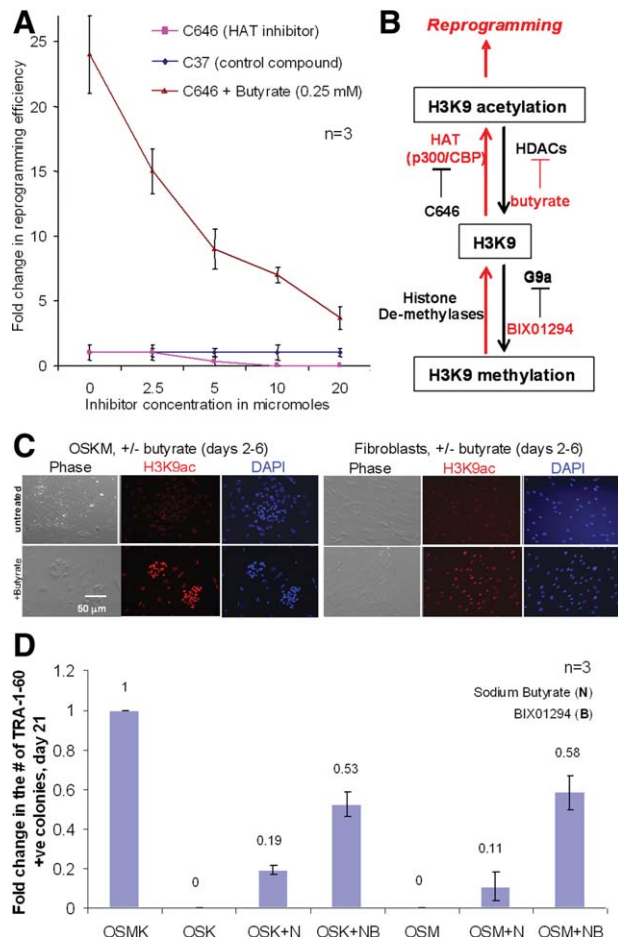 A
25
20
15
10
5
0
Fold change in reprogramming efficiency
C646 (HAT inhibitor)
C37 (control compound)
C646 + Butyrate (0.25 mM)
n=3
0 2.5 5 10 20
Inhibitor concentration in micromoles
B
Reprogramming
H3K9 acetylation
HAT
(p300/CBP)
HDACs
C646
butyrate
H3K9
Histone
De-methylases
G9a
BIX01294
H3K9 methylation
C
OSKM, +/- butyrate (days 2-6)
Phase H3K9ac DAPI
Fibroblasts, +/- butyrate (days 2-6)
Phase H3K9ac DAPI
untreated
+Butyrate
50 µm
D
Fold change in the # of TRA-1-60
+ve colonies, day 21
1.2
1
0.8
0.6
0.4
0.2
0
n=3
Sodium Butyrate (N)
BIX01294 (B)
1
0
0.19
0.53
0
0.11
0.58
OSMK OSK OSK+N OSK+NB OSM OSM+N OSM+NB